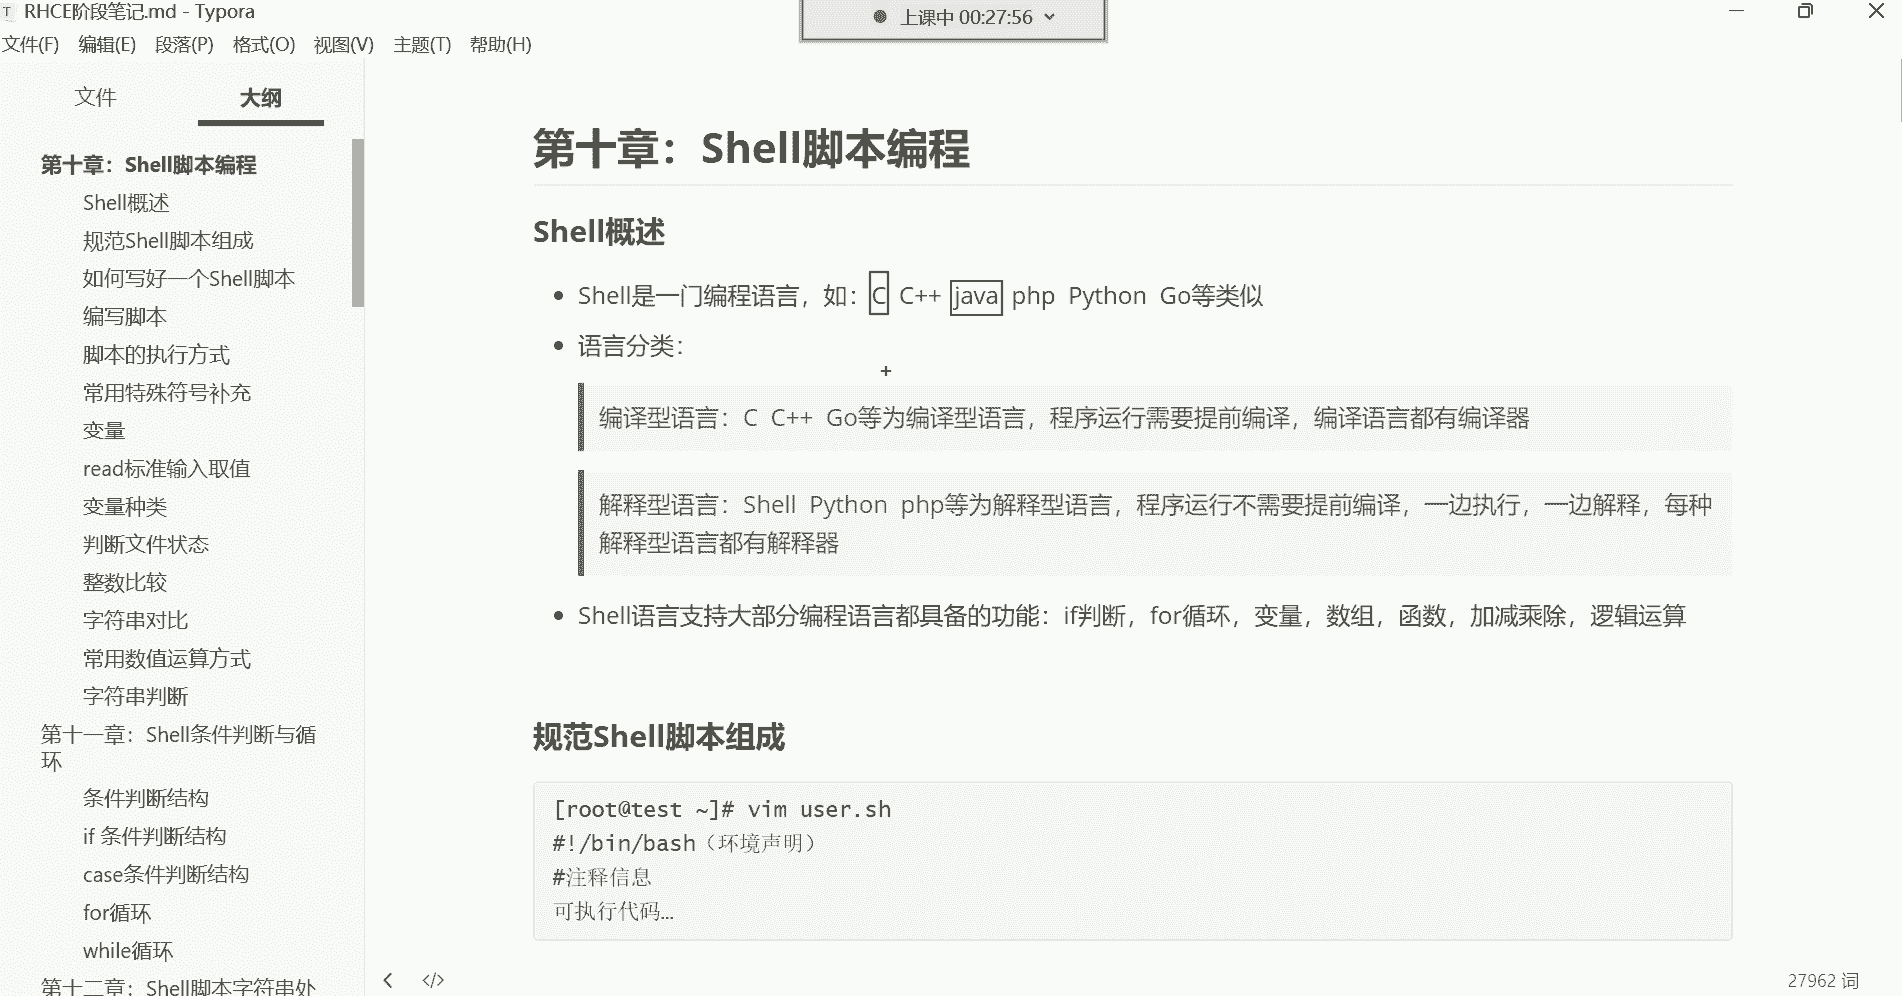 T RHCE阶段笔记.md - Typora
上课中 00:27:56
文件(F) 编辑(E) 段落(P) 格式(O) 视图(V) 主题(T) 帮助(H)
文件 大纲
第十章：Shell脚本编程
Shell概述
规范Shell脚本组成
如何写好一个Shell脚本
编写脚本
脚本的执行方式
常用特殊符号补充
变量
read标准输入取值
变量种类
判断文件状态
整数比较
字符串对比
常用数值运算方式
字符串判断
第十一章：Shell条件判断与循
环
条件判断结构
if 条件判断结构
case条件判断结构
for循环
while循环
第十二章：Shell脚本字符串处
第十章：Shell脚本编程
Shell概述
Shell是一门编程语言，如：C C++ java php Python Go等类似
语言分类：
编译型语言：C C++ Go等为编译型语言，程序运行需要提前编译，编译语言都有编译器
解释型语言：Shell Python php等为解释型语言，程序运行不需要提前编译，一边执行，一边解释，每种
解释型语言都有解释器
Shell语言支持大部分编程语言都具备的功能：if判断，for循环，变量，数组，函数，加减乘除，逻辑运算
规范Shell脚本组成
[root@test ~]# vim user.sh
#!/bin/bash（环境声明）
#注释信息
可执行代码...
</> 27962 词